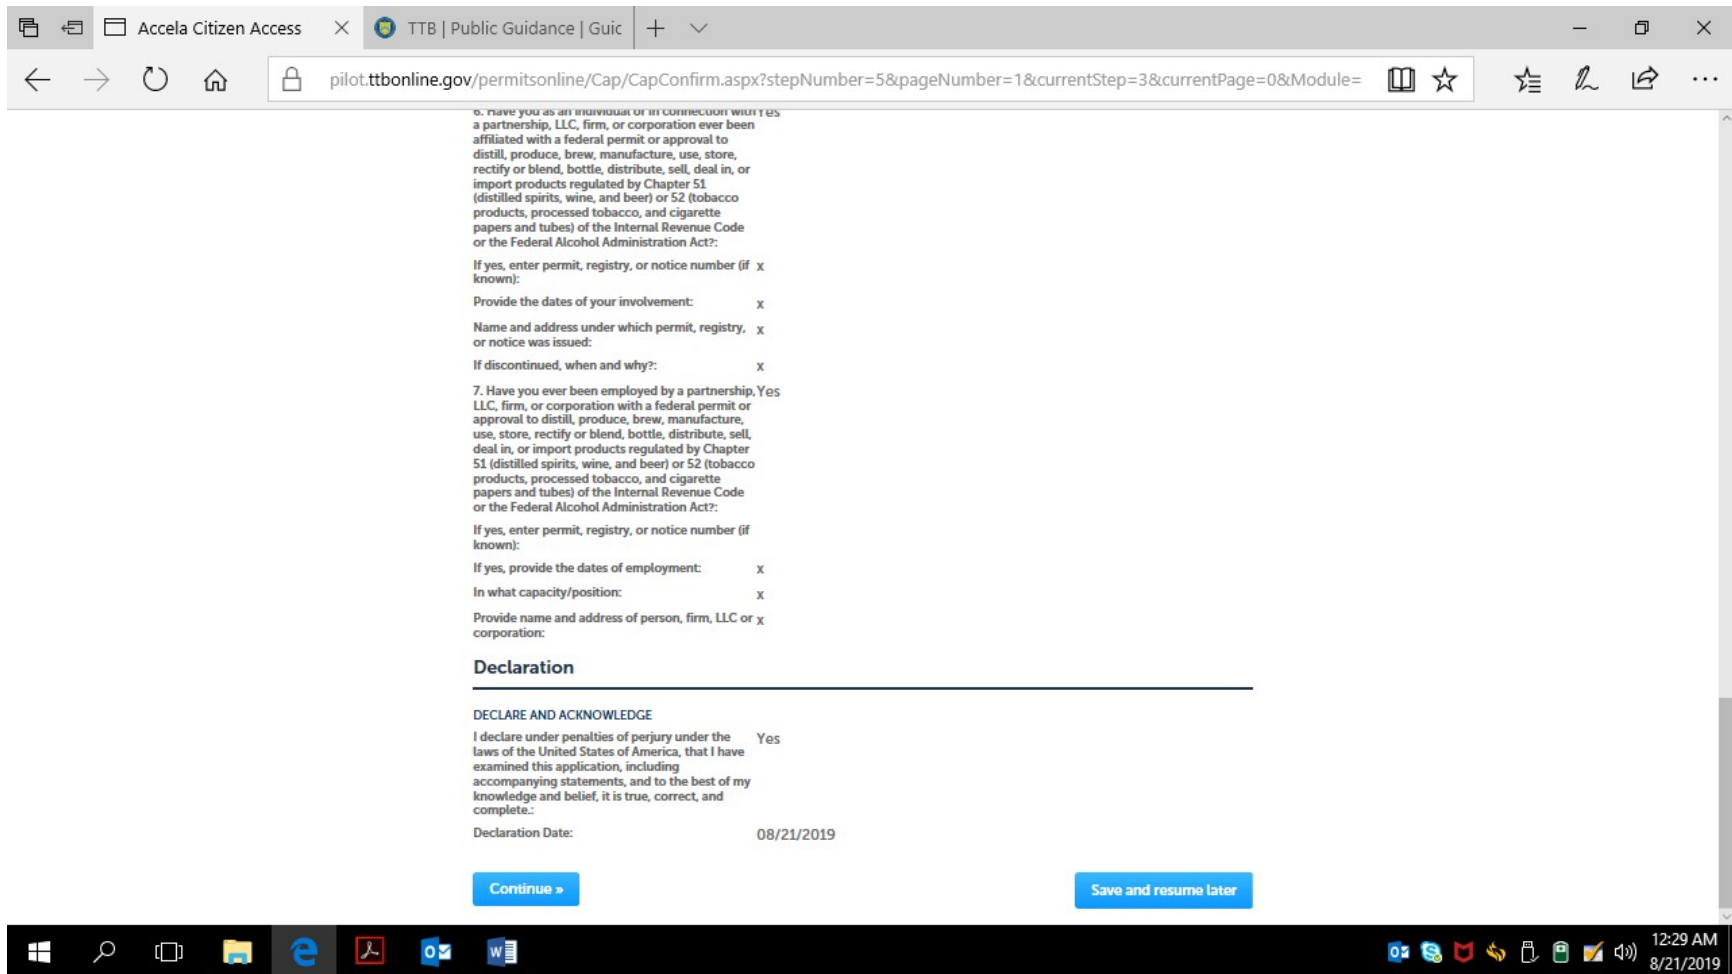 Accela Citizen Access
TTB | Public Guidance | Guic
pilot.ttbonline.gov/permitsonline/Cap/CapConfirm.aspx?stepNumber=5&pageNumber=1&currentStep=3&currentPage=0&Module=
6. Have you as an individual or in connection with Yes
a partnership, LLC, firm, or corporation ever been
affiliated with a federal permit or approval to
distill, produce, brew, manufacture, use, store,
rectify or blend, bottle, distribute, sell, deal in, or
import products regulated by Chapter 51
(distilled spirits, wine, and beer) or 52 (tobacco
products, processed tobacco, and cigarette
papers and tubes) of the Internal Revenue Code
or the Federal Alcohol Administration Act?:
If yes, enter permit, registry, or notice number (if x
known):
Provide the dates of your involvement: x
Name and address under which permit, registry, x
or notice was issued:
If discontinued, when and why?: x
7. Have you ever been employed by a partnership, Yes
LLC, firm, or corporation with a federal permit or
approval to distill, produce, brew, manufacture,
use, store, rectify or blend, bottle, distribute, sell,
deal in, or import products regulated by Chapter
51 (distilled spirits, wine, and beer) or 52 (tobacco
products, processed tobacco, and cigarette
papers and tubes) of the Internal Revenue Code
or the Federal Alcohol Administration Act?:
If yes, enter permit, registry, or notice number (if
known):
If yes, provide the dates of employment: x
In what capacity/position: x
Provide name and address of person, firm, LLC or x
corporation:
Declaration
DECLARE AND ACKNOWLEDGE
I declare under penalties of perjury under the Yes
laws of the United States of America, that I have
examined this application, including
accompanying statements, and to the best of my
knowledge and belief, it is true, correct, and
complete.:
Declaration Date: 08/21/2019
Continue »
Save and resume later
12:29 AM
8/21/2019